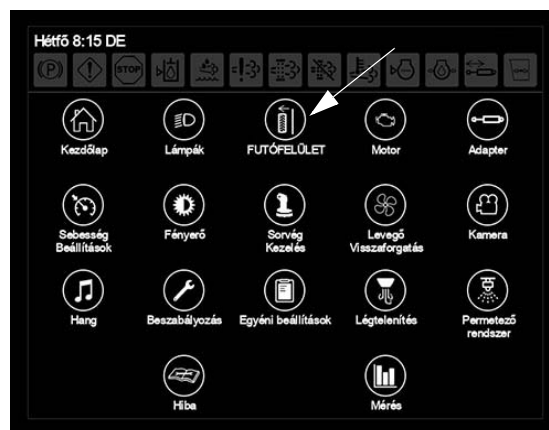 Hétfő 8:15 DE
(P) STOP
Kezdőlap Lámpák FUTÓFELÜLET Motor Adapter
Sebesség Fényerő Sorvég Levegő Kamera
Beállítások Kezelés Visszaforgatás
Hang Beszabályozás Egyéni beállítások Légtelenítés Permetező
rendszer
Hiba Mérés